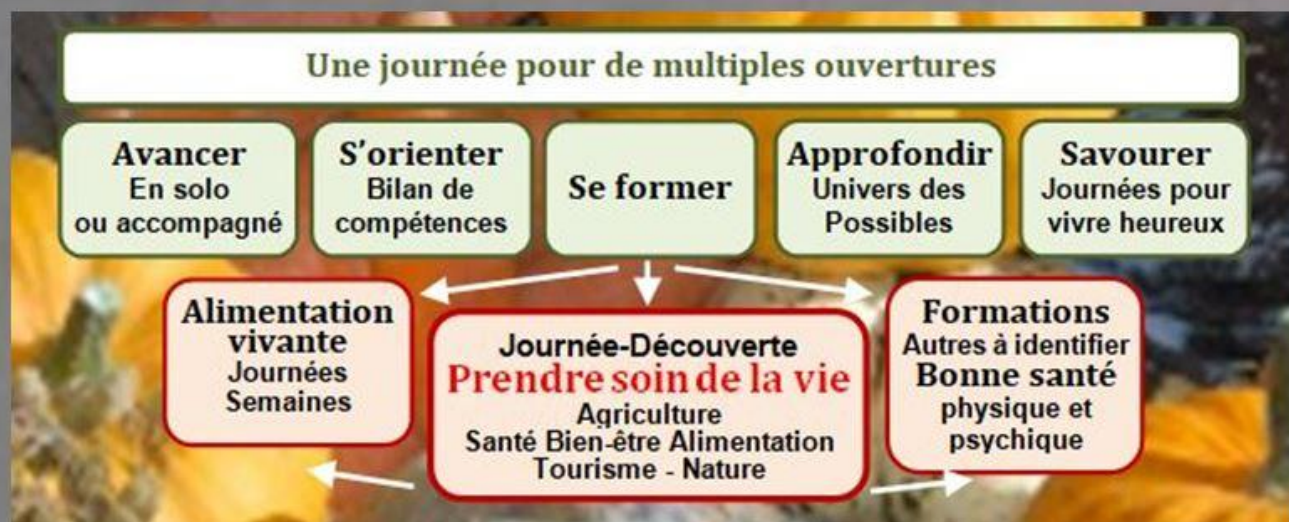 Une journée pour de multiples ouvertures
Avancer
En solo
ou accompagné
S'orienter
Bilan de
compétences
Se former
Approfondir
Univers des
Possibles
Savourer
Journées pour
vivre heureux
Alimentation
vivante
Journées
Semaines
Journée-Découverte
Prendre soin de la vie
Agriculture
Santé Bien-être Alimentation
Tourisme - Nature
Formations
Autres à identifier
Bonne santé
physique et
psychique